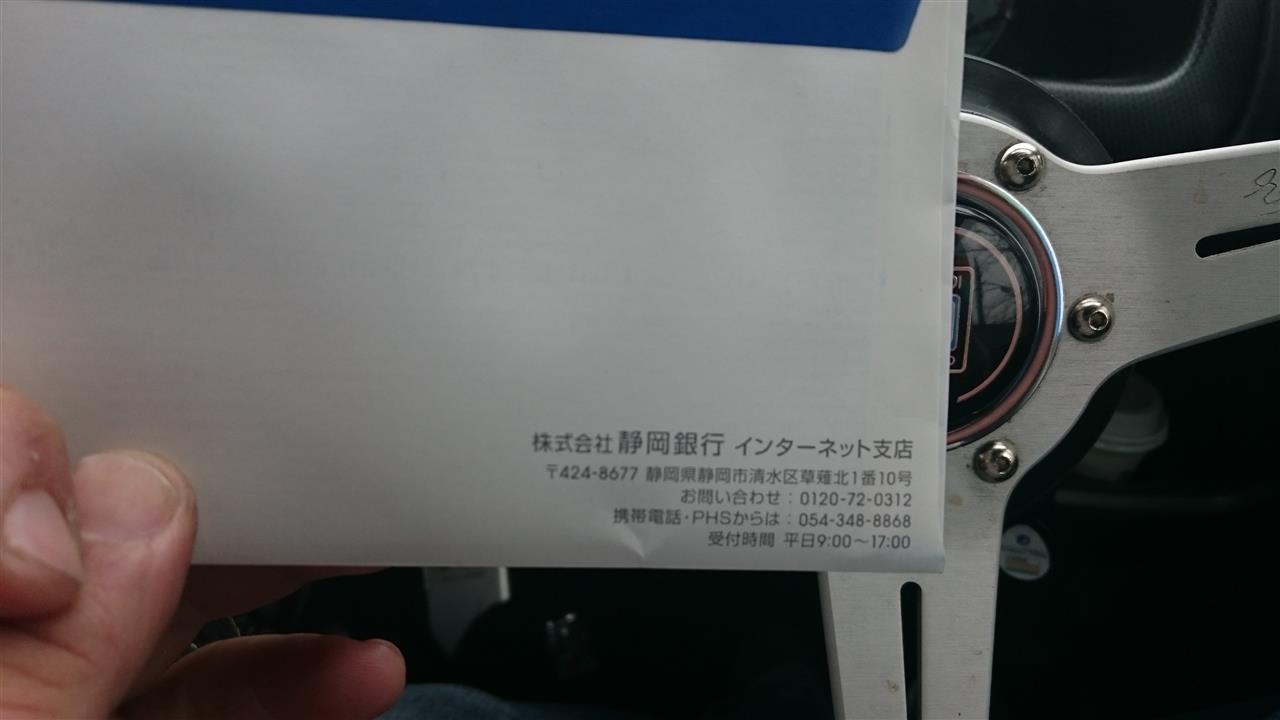 株式会社 静岡銀行 インターネット支店
〒424-8677 静岡県静岡市清水区草薙北1番10号
お問い合わせ：0120-72-0312
携帯電話・PHSからは：054-348-8868
受付時間 平日9:00～17:00